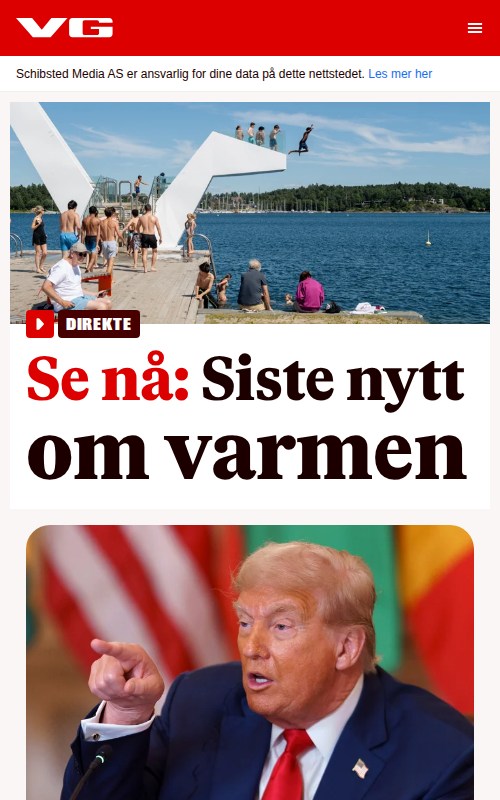 VG
Schibsted Media AS er ansvarlig for dine data på dette nettstedet. Les mer her
DIREKTE
Se nå: Siste nytt
om varmen